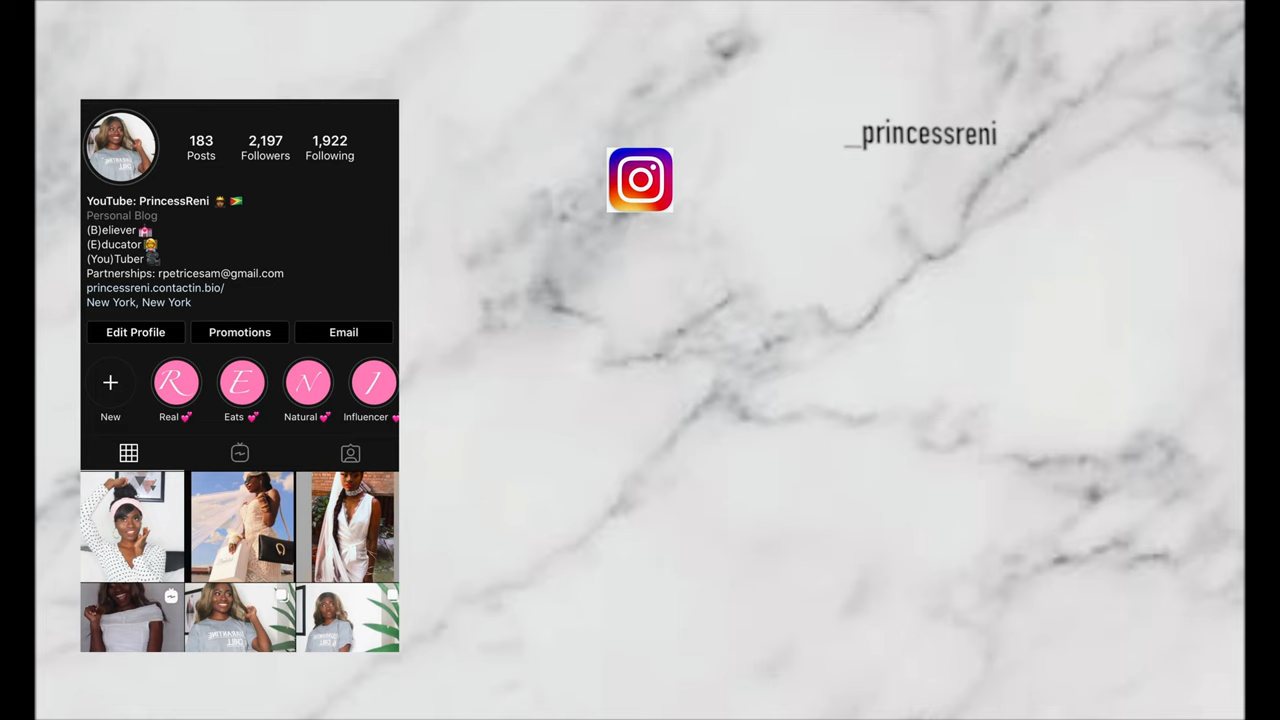 183 2,197 1,922
Posts Followers Following
YouTube: PrincessReni
Personal Blog
(B)eliever
(E)ducator
(You)Tuber
Partnerships: rpetricesam@gmail.com
princessreni.contactin.bio/
New York, New York
Edit Profile Promotions Email
R E N I
New Real Eats Natural Influencer
_princessreni